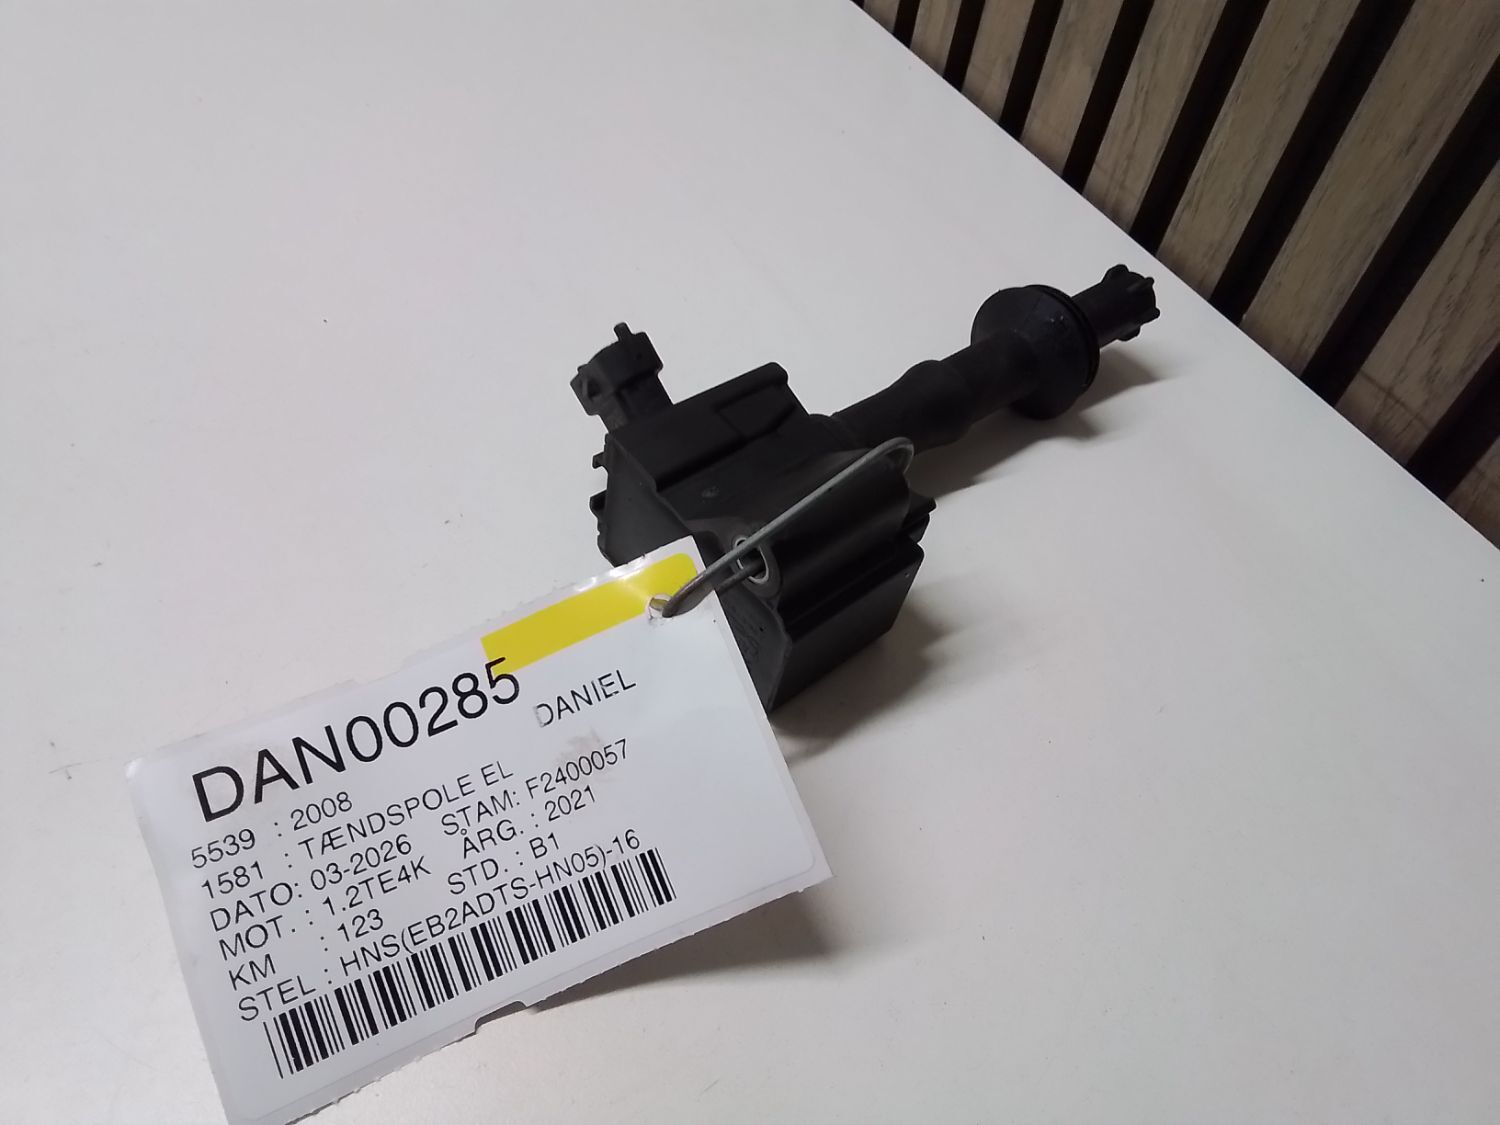 DAN00285
DANIEL
5539 : 2008
1581 : TÆNDSPOLE EL
DATO: 03-2026 STAM: F2400057
MOT. : 1.2TE4K ÅRG. : 2021
KM : 123 STD. : B1
STEL : HNS(EB2ADTS-HN05)-16